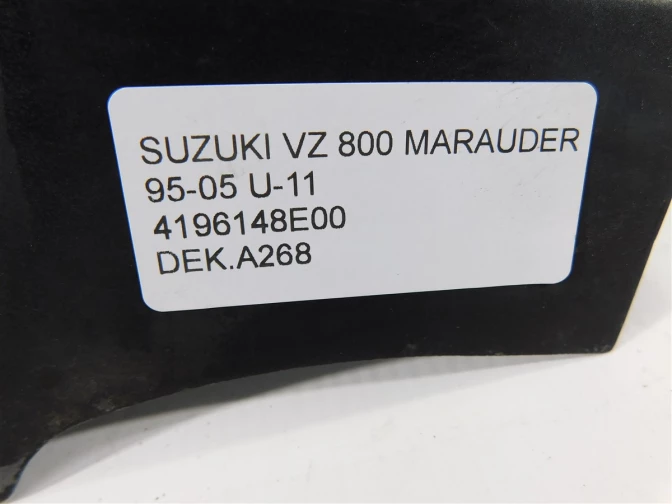 SUZUKI VZ 800 MARAUDER
95-05 U-11
4196148E00
DEK.A268